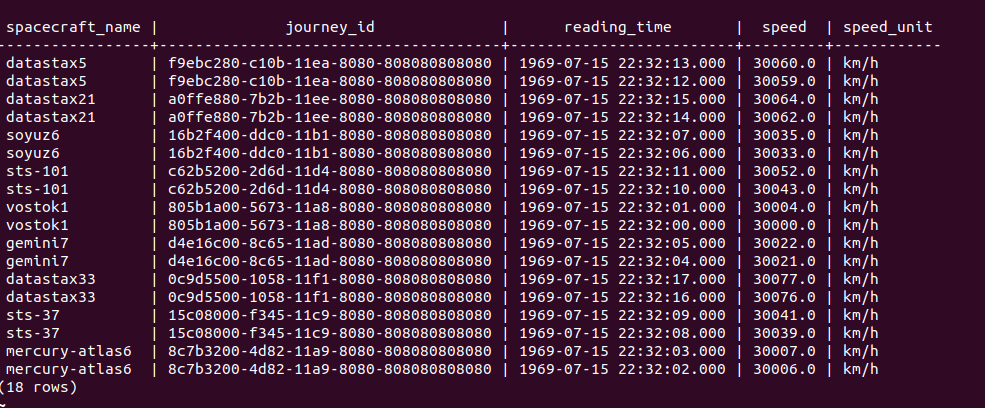 spacecraft_name | journey_id | reading_time | speed | speed_unit
-----------------+--------------------------------------+-------------------------+---------+------------
datastax5 | f9ebc280-c10b-11ea-8080-808080808080 | 1969-07-15 22:32:13.000 | 30060.0 | km/h
datastax5 | f9ebc280-c10b-11ea-8080-808080808080 | 1969-07-15 22:32:12.000 | 30059.0 | km/h
datastax21 | a0ffe880-7b2b-11ee-8080-808080808080 | 1969-07-15 22:32:15.000 | 30064.0 | km/h
datastax21 | a0ffe880-7b2b-11ee-8080-808080808080 | 1969-07-15 22:32:14.000 | 30062.0 | km/h
soyuz6 | 16b2f400-ddc0-11b1-8080-808080808080 | 1969-07-15 22:32:07.000 | 30035.0 | km/h
soyuz6 | 16b2f400-ddc0-11b1-8080-808080808080 | 1969-07-15 22:32:06.000 | 30033.0 | km/h
sts-101 | c62b5200-2d6d-11d4-8080-808080808080 | 1969-07-15 22:32:11.000 | 30052.0 | km/h
sts-101 | c62b5200-2d6d-11d4-8080-808080808080 | 1969-07-15 22:32:10.000 | 30043.0 | km/h
vostok1 | 805b1a00-5673-11a8-8080-808080808080 | 1969-07-15 22:32:01.000 | 30004.0 | km/h
vostok1 | 805b1a00-5673-11a8-8080-808080808080 | 1969-07-15 22:32:00.000 | 30000.0 | km/h
gemini7 | d4e16c00-8c65-11ad-8080-808080808080 | 1969-07-15 22:32:05.000 | 30022.0 | km/h
gemini7 | d4e16c00-8c65-11ad-8080-808080808080 | 1969-07-15 22:32:04.000 | 30021.0 | km/h
datastax33 | 0c9d5500-1058-11f1-8080-808080808080 | 1969-07-15 22:32:17.000 | 30077.0 | km/h
datastax33 | 0c9d5500-1058-11f1-8080-808080808080 | 1969-07-15 22:32:16.000 | 30076.0 | km/h
sts-37 | 15c08000-f345-11c9-8080-808080808080 | 1969-07-15 22:32:09.000 | 30041.0 | km/h
sts-37 | 15c08000-f345-11c9-8080-808080808080 | 1969-07-15 22:32:08.000 | 30039.0 | km/h
mercury-atlas6 | 8c7b3200-4d82-11a9-8080-808080808080 | 1969-07-15 22:32:03.000 | 30007.0 | km/h
mercury-atlas6 | 8c7b3200-4d82-11a9-8080-808080808080 | 1969-07-15 22:32:02.000 | 30006.0 | km/h
(18 rows)
~